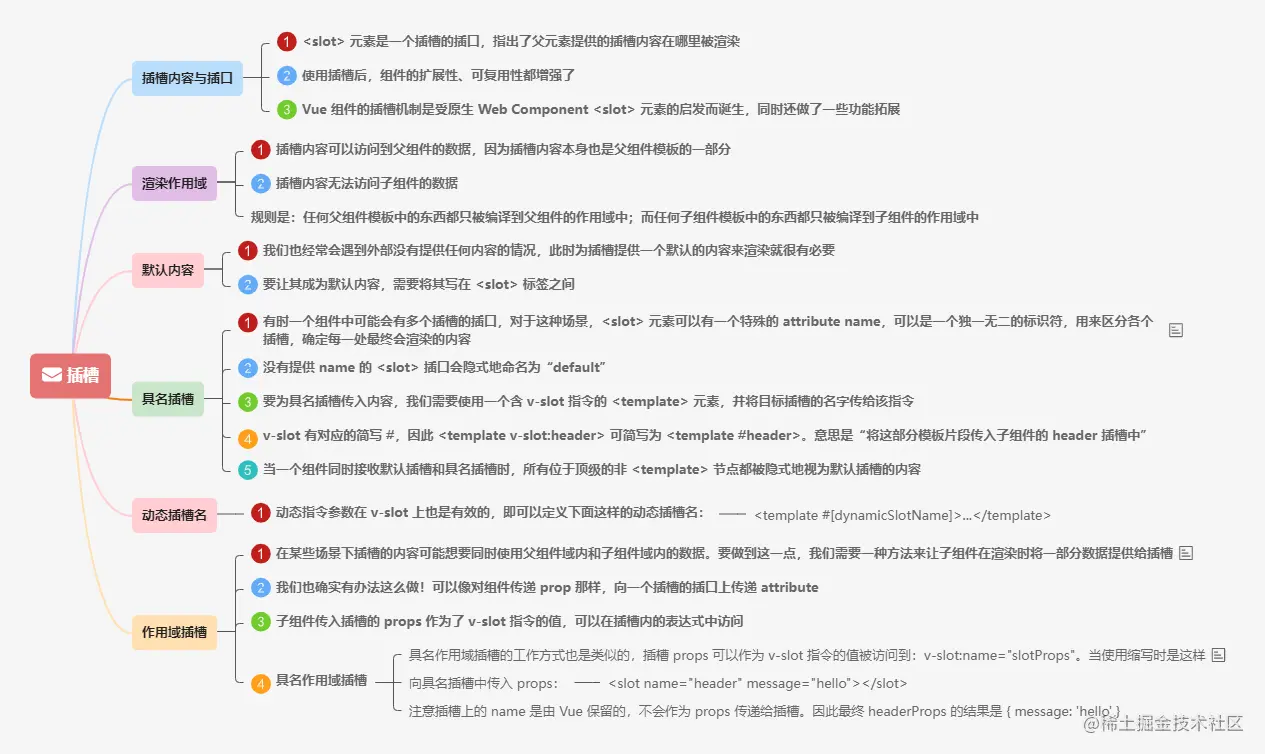 插槽
插槽内容与插口
1 <slot> 元素是一个插槽的插口，指出了父元素提供的插槽内容在哪里被渲染
2 使用插槽后，组件的扩展性、可复用性都增强了
3 Vue 组件的插槽机制是受原生 Web Component <slot> 元素的启发而诞生，同时还做了一些功能拓展
渲染作用域
1 插槽内容可以访问到父组件的数据，因为插槽内容本身也是父组件模板的一部分
2 插槽内容无法访问子组件的数据
规则是：任何父组件模板中的东西都只被编译到父组件的作用域中；而任何子组件模板中的东西都只被编译到子组件的作用域中
默认内容
1 我们也经常会遇到外部没有提供任何内容的情况，此时为插槽提供一个默认的内容来渲染就很有必要
2 要让其成为默认内容，需要将其写在 <slot> 标签之间
具名插槽
1 有时一个组件中可能会有多个插槽的插口，对于这种场景，<slot> 元素可以有一个特殊的 attribute name，可以是一个独一无二的标识符，用来区分各个
插槽，确定每一处最终会渲染的内容
2 没有提供 name 的 <slot> 插口会隐式地命名为“default”
3 要为具名插槽传入内容，我们需要使用一个含 v-slot 指令的 <template> 元素，并将目标插槽的名字传给该指令
4 v-slot 有对应的简写 #，因此 <template v-slot:header> 可简写为 <template #header>。意思是“将这部分模板片段传入子组件的 header 插槽中”
5 当一个组件同时接收默认插槽和具名插槽时，所有位于顶级的非 <template> 节点都被隐式地视为默认插槽的内容
动态插槽名
1 动态指令参数在 v-slot 上也是有效的，即可以定义下面这样的动态插槽名： <template #[dynamicSlotName]>...</template>
作用域插槽
1 在某些场景下插槽的内容可能想要同时使用父组件域内和子组件域内的数据。要做到这一点，我们需要一种方法来让子组件在渲染时将一部分数据提供给插槽
2 我们也确实有办法这么做！可以像对组件传递 prop 那样，向一个插槽的插口上传递 attribute
3 子组件传入插槽的 props 作为了 v-slot 指令的值，可以在插槽内的表达式中访问
4 具名作用域插槽
具名作用域插槽的工作方式也是类似的，插槽 props 可以作为 v-slot 指令的值被访问到：v-slot:name="slotProps"。当使用缩写时是这样
向具名插槽中传入 props： <slot name="header" message="hello"></slot>
注意插槽上的 name 是由 Vue 保留的，不会作为 props 传递给插槽。因此最终 headerProps 的结果是 { message: 'hello' }
@稀土掘金技术社区